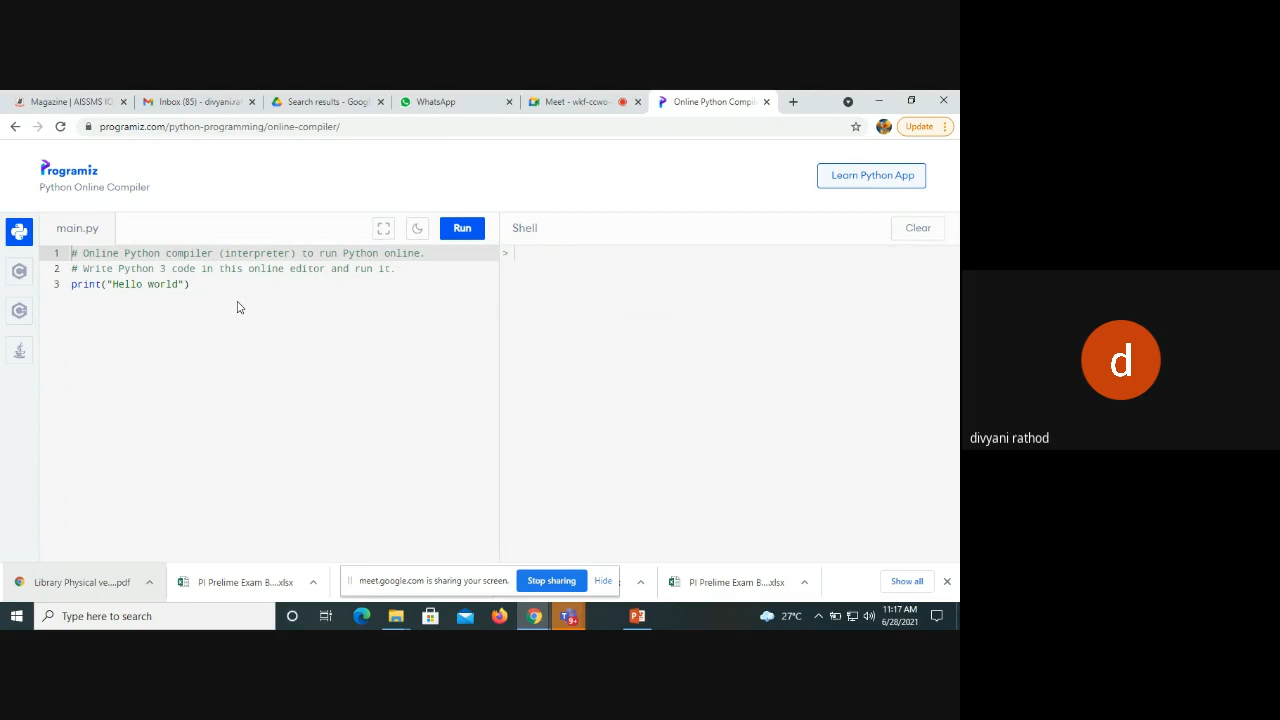 Magazine | AISSMS IO
Inbox (85) - divyani.rat
Search results - Googl
WhatsApp
Meet - wkf-ccwo-
Online Python Compil
programiz.com/python-programming/online-compiler/
Update
Programiz
Python Online Compiler
Learn Python App
main.py
Run
Shell
Clear
1 # Online Python compiler (interpreter) to run Python online.
2 # Write Python 3 code in this online editor and run it.
3 print("Hello world")
>
d
divyani rathod
Library Physical ve....pdf
PI Prelime Exam B....xlsx
meet.google.com is sharing your screen.
Stop sharing
Hide
PI Prelime Exam B....xlsx
Show all
Type here to search
9+
27°C
11:17 AM
6/28/2021